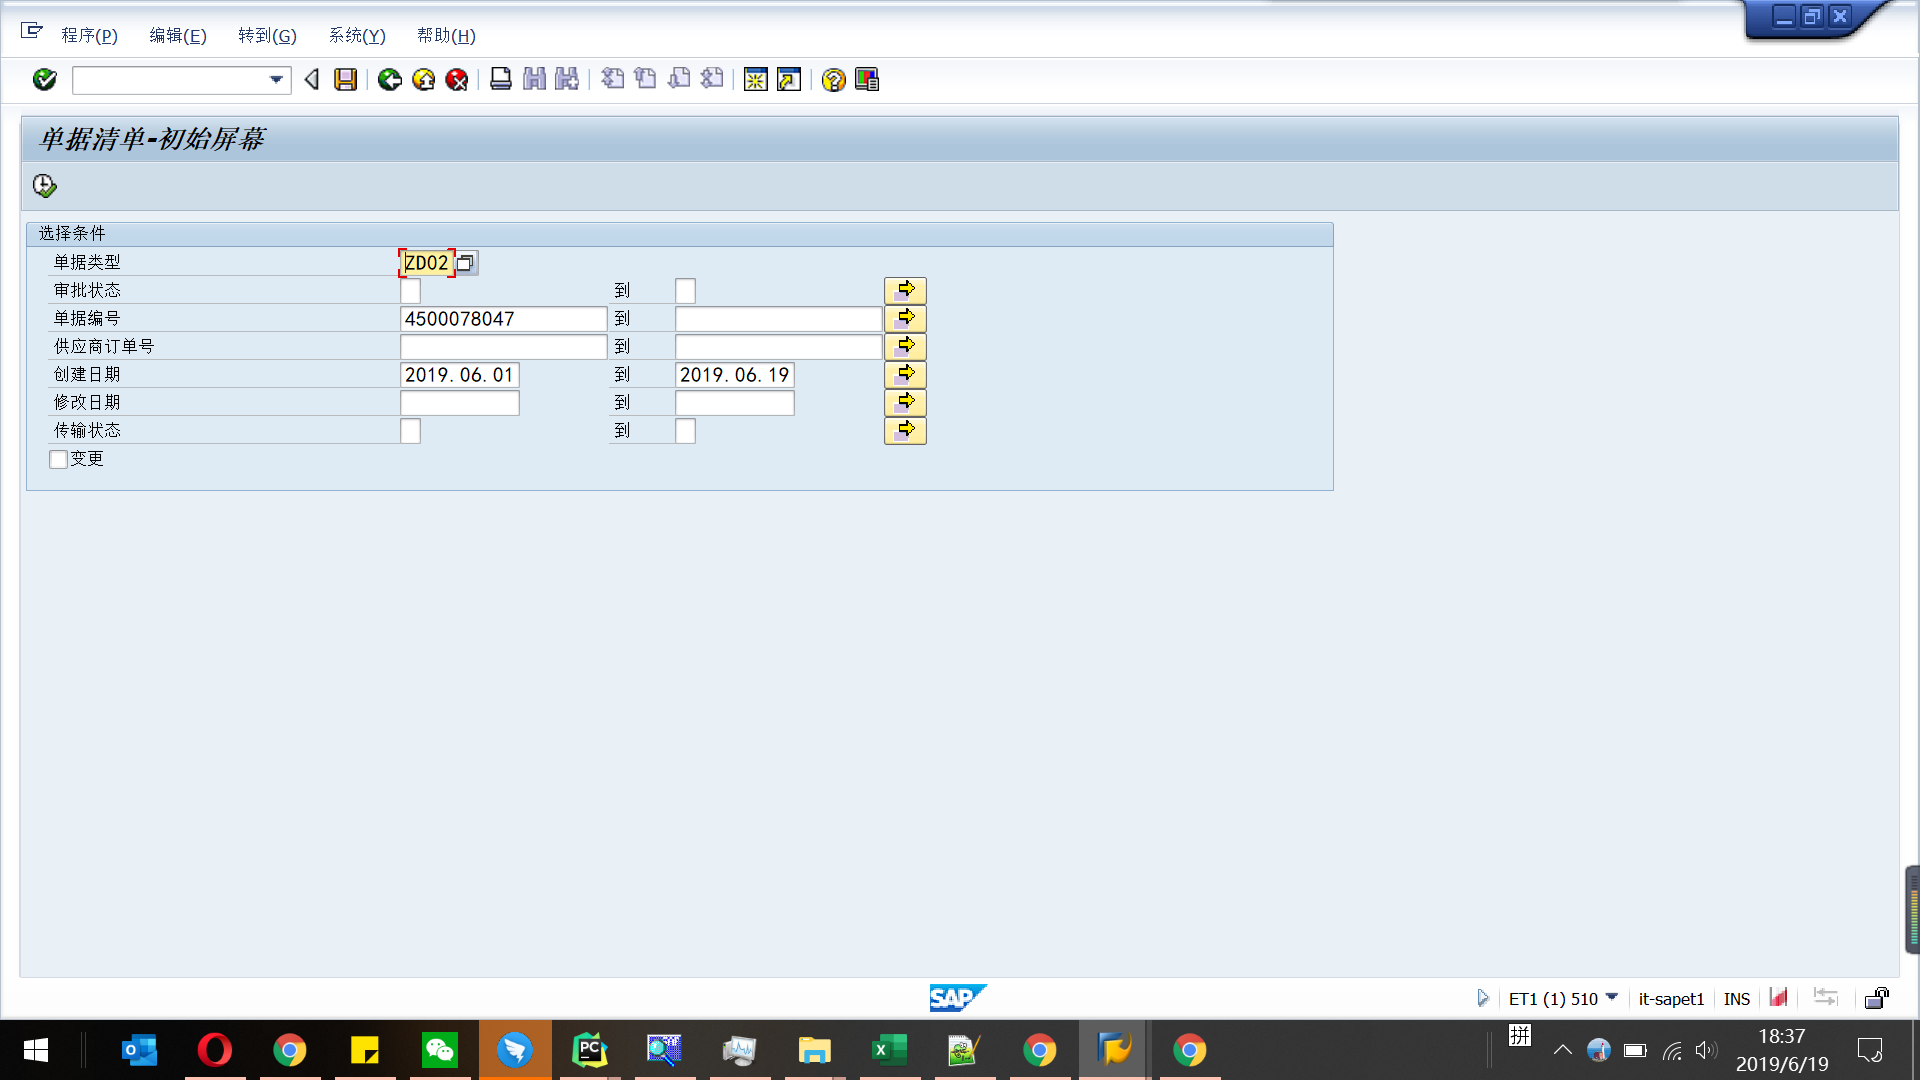 程序(P) 编辑(E) 转到(G) 系统(Y) 帮助(H)
单据清单-初始屏幕
选择条件
单据类型 ZD02
审批状态 到
单据编号 4500078047 到
供应商订单号 到
创建日期 2019.06.01 到 2019.06.19
修改日期 到
传输状态 到
变更
SAP ET1 (1) 510 it-sapet1 INS
拼
PC
18:37
2019/6/19